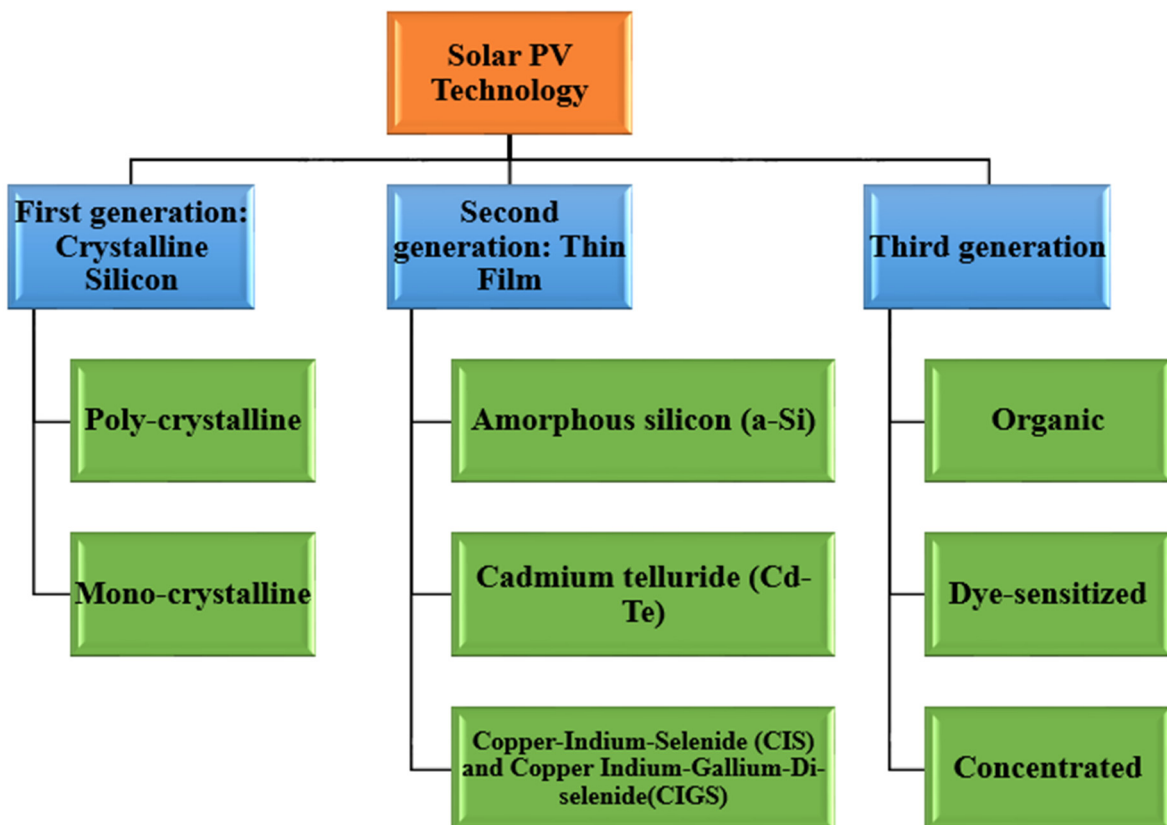 Solar PV
Technology
First generation:
Crystalline
Silicon
Second
generation: Thin
Film
Third generation
Poly-crystalline
Mono-crystalline
Amorphous silicon (a-Si)
Cadmium telluride (Cd-
Te)
Copper-Indium-Selenide (CIS)
and Copper Indium-Gallium-Di-
selenide(CIGS)
Organic
Dye-sensitized
Concentrated